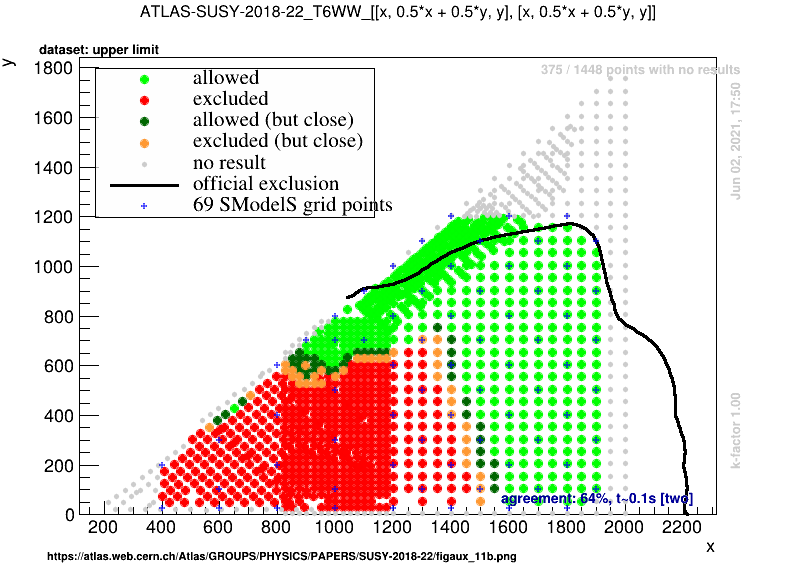 ATLAS-SUSY-2018-22_T6WW_[[x, 0.5*x + 0.5*y, y], [x, 0.5*x + 0.5*y, y]]
dataset: upper limit
y
375 / 1448 points with no results
allowed
excluded
allowed (but close)
excluded (but close)
no result
official exclusion
69 SModelS grid points
1800
1600
1400
1200
1000
800
600
400
200
0
Jun 02, 2021, 17:50
k-factor 1.00
agreement: 64%, t~0.1s [two]
200 400 600 800 1000 1200 1400 1600 1800 2000 2200
x
https://atlas.web.cern.ch/Atlas/GROUPS/PHYSICS/PAPERS/SUSY-2018-22/figaux_11b.png